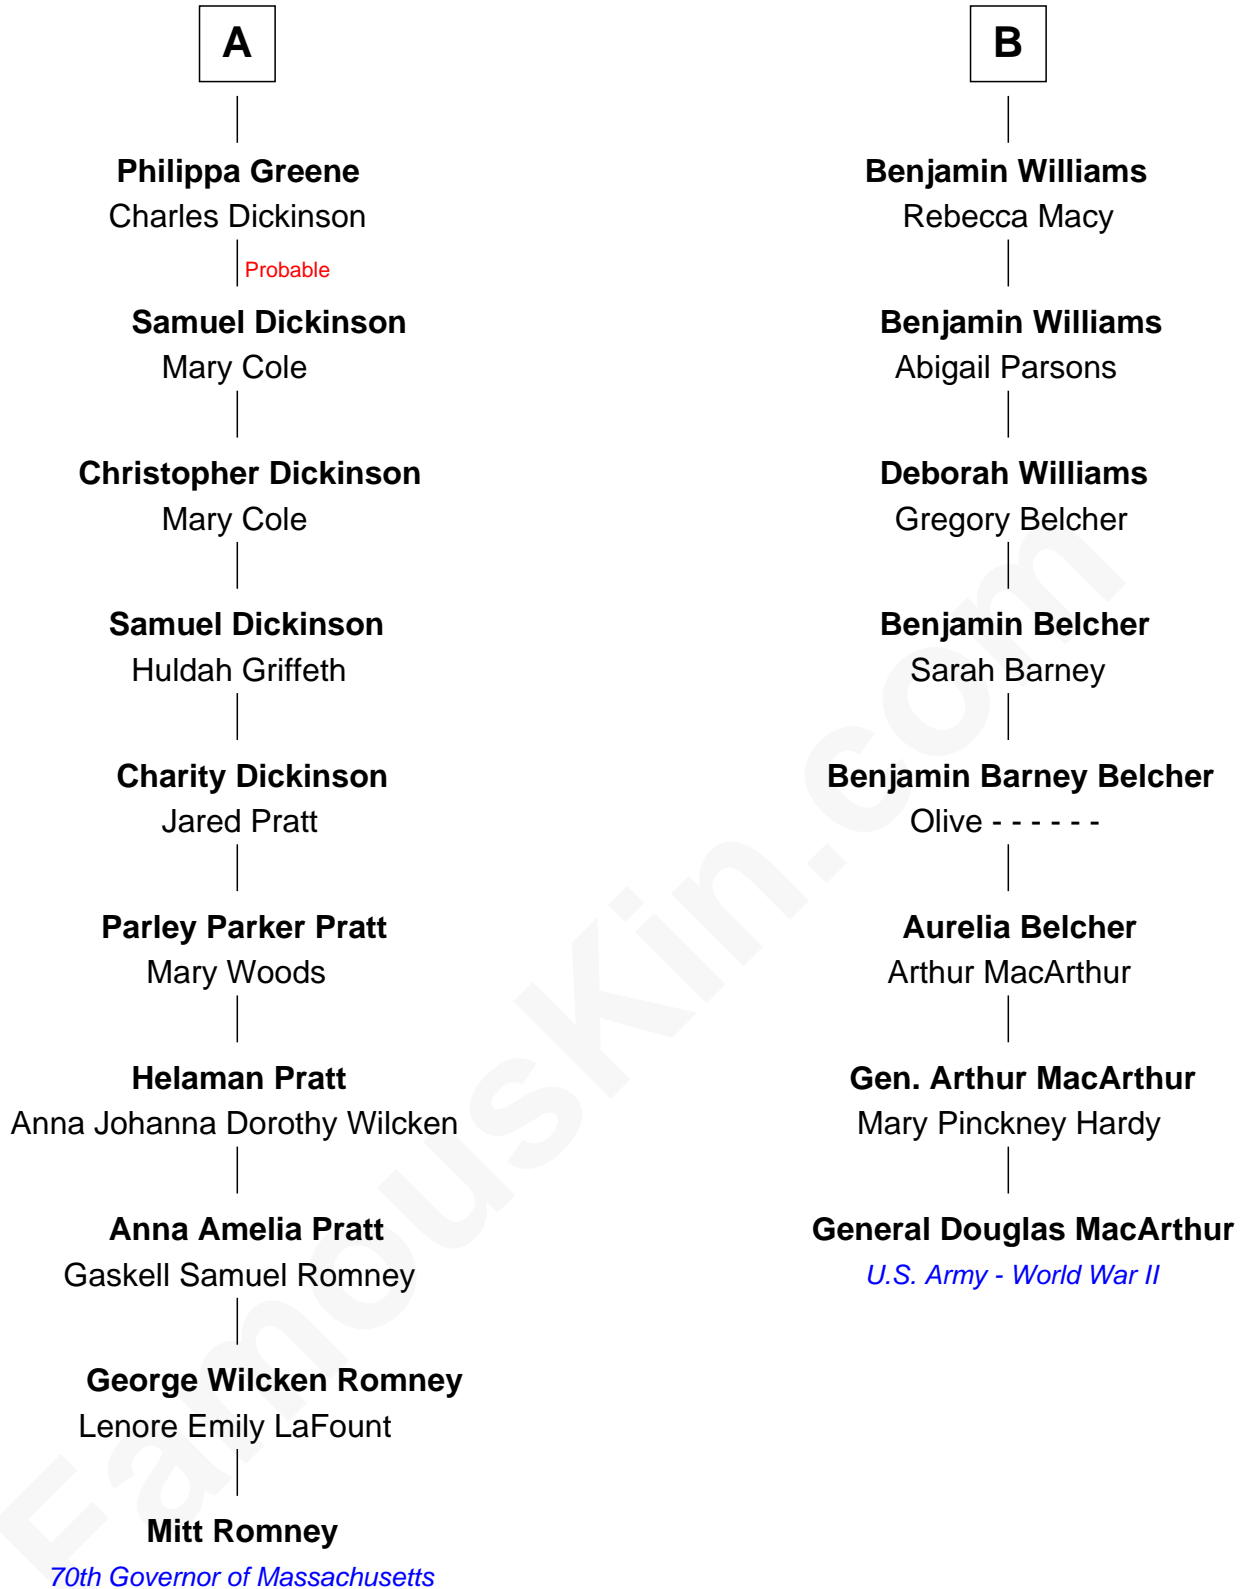 A
Philippa Greene
Charles Dickinson
Probable
Samuel Dickinson
Mary Cole
Christopher Dickinson
Mary Cole
Samuel Dickinson
Huldah Griffeth
Charity Dickinson
Jared Pratt
Parley Parker Pratt
Mary Woods
Helaman Pratt
Anna Johanna Dorothy Wilcken
Anna Amelia Pratt
Gaskell Samuel Romney
George Wilcken Romney
Lenore Emily LaFount
Mitt Romney
70th Governor of Massachusetts
B
Benjamin Williams
Rebecca Macy
Benjamin Williams
Abigail Parsons
Deborah Williams
Gregory Belcher
Benjamin Belcher
Sarah Barney
Benjamin Barney Belcher
Olive - - - - - -
Aurelia Belcher
Arthur MacArthur
Gen. Arthur MacArthur
Mary Pinckney Hardy
General Douglas MacArthur
U.S. Army - World War II
FamousKin.com